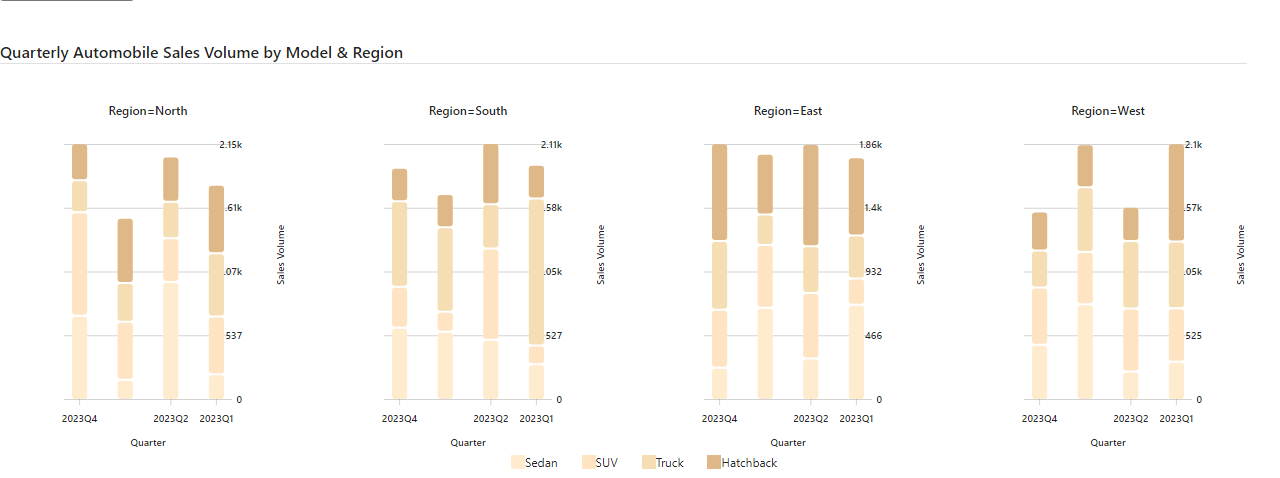 Quarterly Automobile Sales Volume by Model & Region
Region=North
2.15k
.61k
.07k
537
0
Sales Volume
2023Q4
2023Q2
2023Q1
Quarter
Region=South
2.11k
.58k
.05k
527
0
Sales Volume
2023Q4
2023Q2
2023Q1
Quarter
Region=East
1.86k
1.4k
932
466
0
Sales Volume
2023Q4
2023Q2
2023Q1
Quarter
Region=West
2.1k
.57k
.05k
525
0
Sales Volume
2023Q4
2023Q2
2023Q1
Quarter
Sedan
SUV
Truck
Hatchback